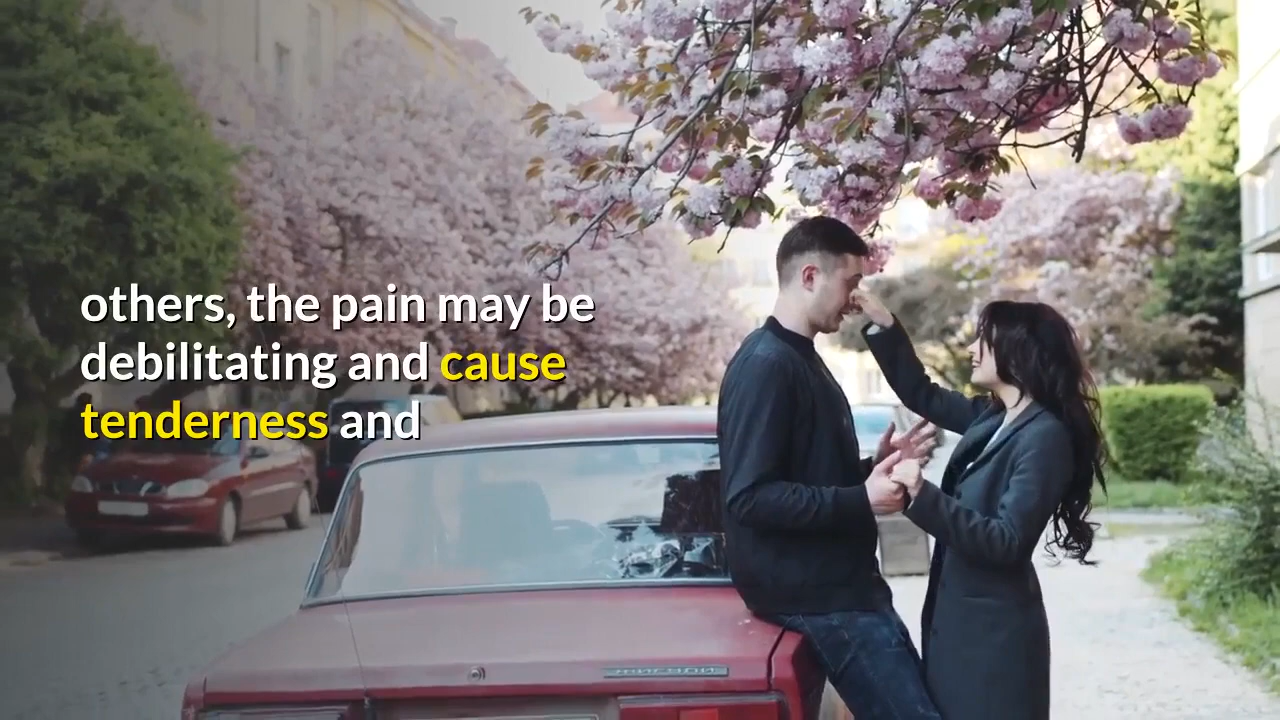 others, the pain may be
debilitating and cause
tenderness and